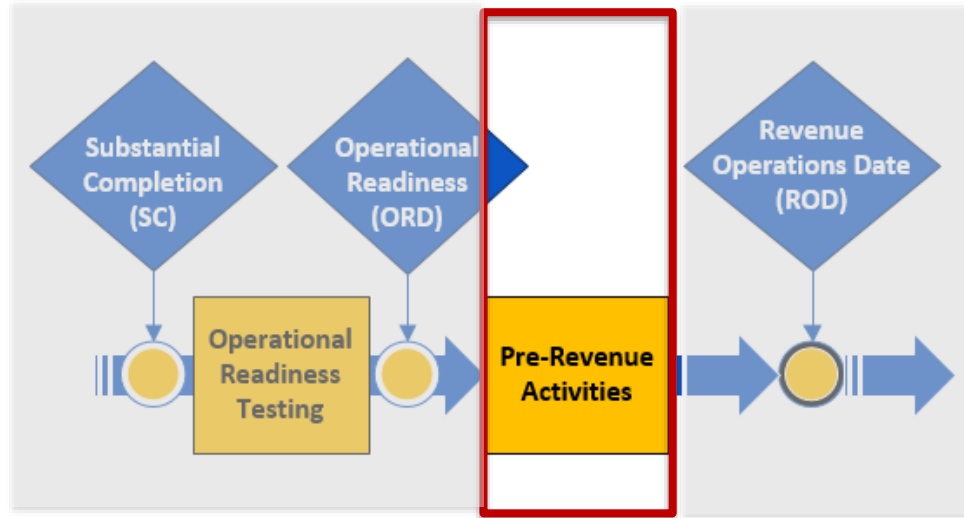 Substantial
Completion
(SC)
Operational
Readiness
(ORD)
Revenue
Operations Date
(ROD)
Operational
Readiness
Testing
Pre-Revenue
Activities